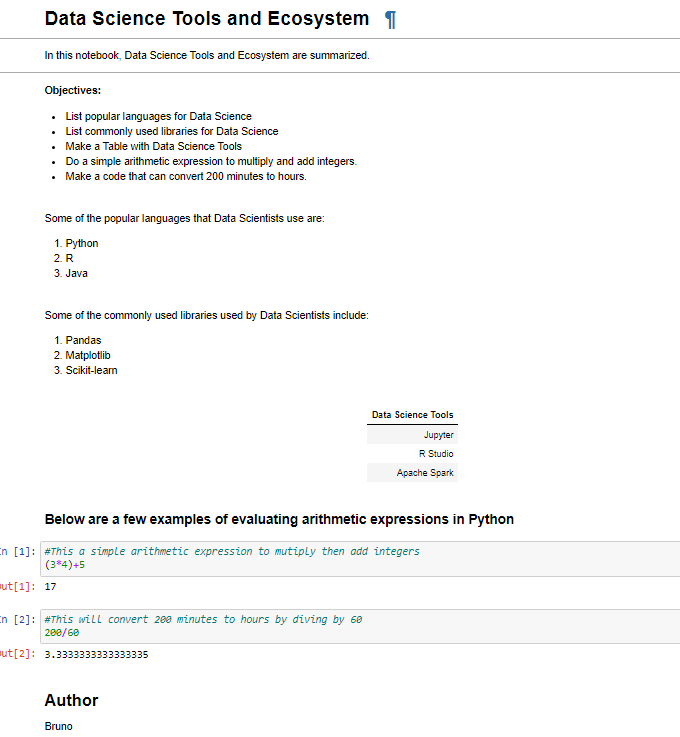 Data Science Tools and Ecosystem ¶
In this notebook, Data Science Tools and Ecosystem are summarized.
Objectives:
• List popular languages for Data Science
• List commonly used libraries for Data Science
• Make a Table with Data Science Tools
• Do a simple arithmetic expression to multiply and add integers.
• Make a code that can convert 200 minutes to hours.
Some of the popular languages that Data Scientists use are:
1. Python
2. R
3. Java
Some of the commonly used libraries used by Data Scientists include:
1. Pandas
2. Matplotlib
3. Scikit-learn
Data Science Tools
Jupyter
R Studio
Apache Spark
Below are a few examples of evaluating arithmetic expressions in Python
In [1]: #This a simple arithmetic expression to mutiply then add integers
(3*4)+5
Out[1]: 17
In [2]: #This will convert 200 minutes to hours by diving by 60
200/60
Out[2]: 3.3333333333333335
Author
Bruno